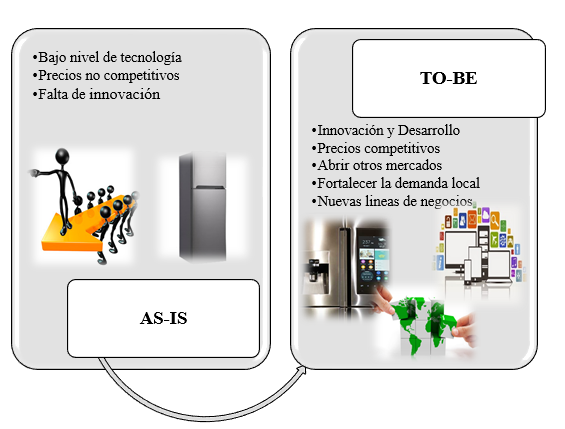 •Bajo nivel de tecnología
•Precios no competitivos
•Falta de innovación
AS-IS
TO-BE
•Innovación y Desarrollo
•Precios competitivos
•Abrir otros mercados
•Fortalecer la demanda local
•Nuevas líneas de negocios